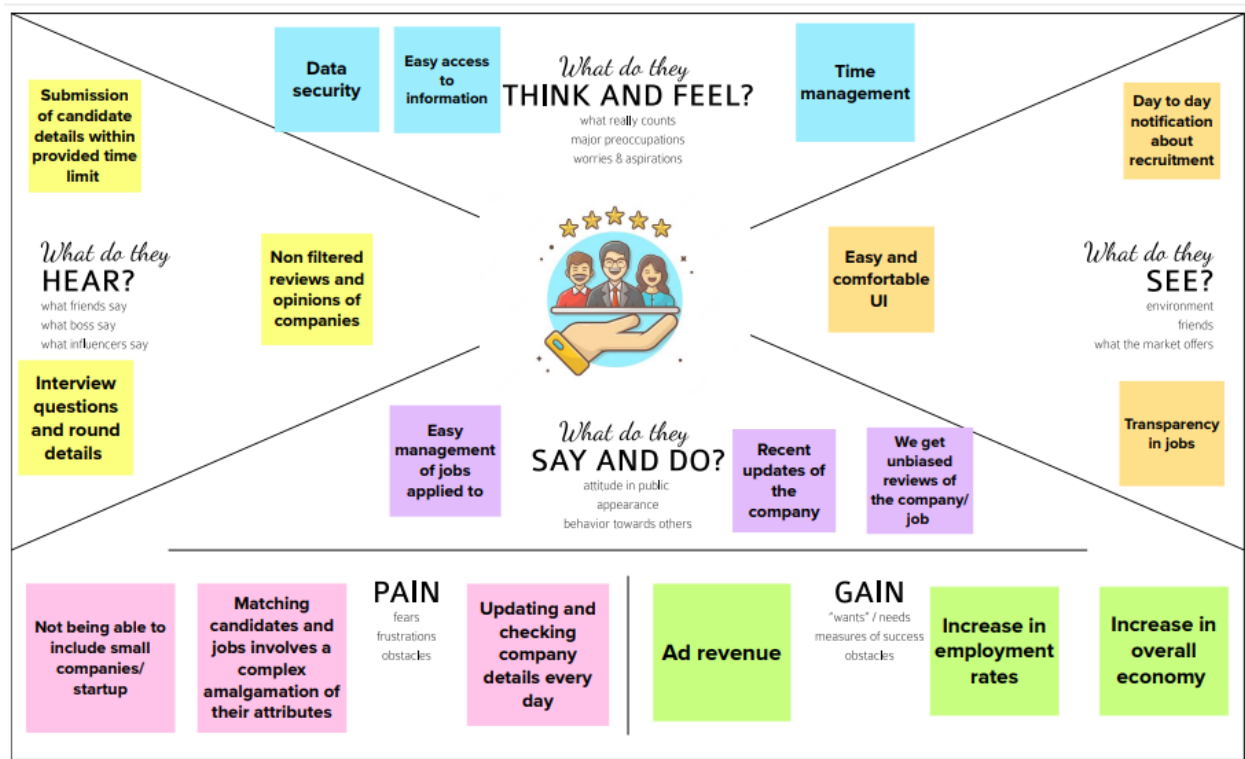 Data
security
Easy access
to
information
What do they
THINK AND FEEL?
what really counts
major preoccupations
worries & aspirations
Time
management
Submission
of candidate
details within
provided time
limit
What do they
HEAR?
what friends say
what boss say
what influencers say
Non filtered
reviews and
opinions of
companies
Interview
questions
and round
details
Day to day
notification
about
recruitment
Easy and
comfortable
UI
What do they
SEE?
environment
friends
what the market offers
Transparency
in jobs
Easy
management
of jobs
applied to
What do they
SAY AND DO?
attitude in public
appearance
behavior towards others
Recent
updates of
the
company
We get
unbiased
reviews of
the company/
job
Not being able to
include small
companies/
startup
Matching
candidates and
jobs involves a
complex
amalgamation of
their attributes
PAIN
fears
frustrations
obstacles
Updating and
checking
company
details every
day
Ad revenue
GAIN
"wants" / needs
measures of success
obstacles
Increase in
employment
rates
Increase in
overall
economy